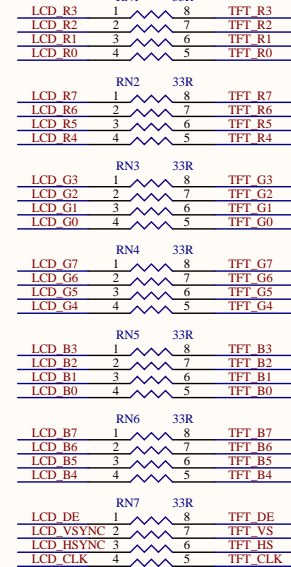 LCD_R3 1 8 TFT_R3
LCD_R2 2 7 TFT_R2
LCD_R1 3 6 TFT_R1
LCD_R0 4 5 TFT_R0
RN2 33R
LCD_R7 1 8 TFT_R7
LCD_R6 2 7 TFT_R6
LCD_R5 3 6 TFT_R5
LCD_R4 4 5 TFT_R4
RN3 33R
LCD_G3 1 8 TFT_G3
LCD_G2 2 7 TFT_G2
LCD_G1 3 6 TFT_G1
LCD_G0 4 5 TFT_G0
RN4 33R
LCD_G7 1 8 TFT_G7
LCD_G6 2 7 TFT_G6
LCD_G5 3 6 TFT_G5
LCD_G4 4 5 TFT_G4
RN5 33R
LCD_B3 1 8 TFT_B3
LCD_B2 2 7 TFT_B2
LCD_B1 3 6 TFT_B1
LCD_B0 4 5 TFT_B0
RN6 33R
LCD_B7 1 8 TFT_B7
LCD_B6 2 7 TFT_B6
LCD_B5 3 6 TFT_B5
LCD_B4 4 5 TFT_B4
RN7 33R
LCD_DE 1 8 TFT_DE
LCD_VSYNC 2 7 TFT_VS
LCD_HSYNC 3 6 TFT_HS
LCD_CLK 4 5 TFT_CLK